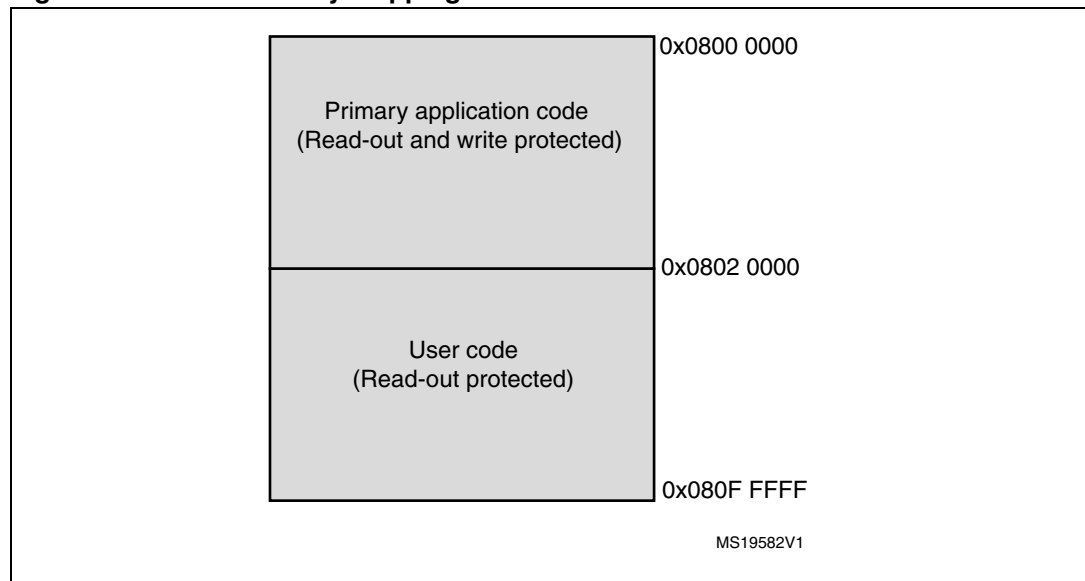 0x0800 0000
Primary application code
(Read-out and write protected)
0x0802 0000
User code
(Read-out protected)
0x080F FFFF
MS19582V1